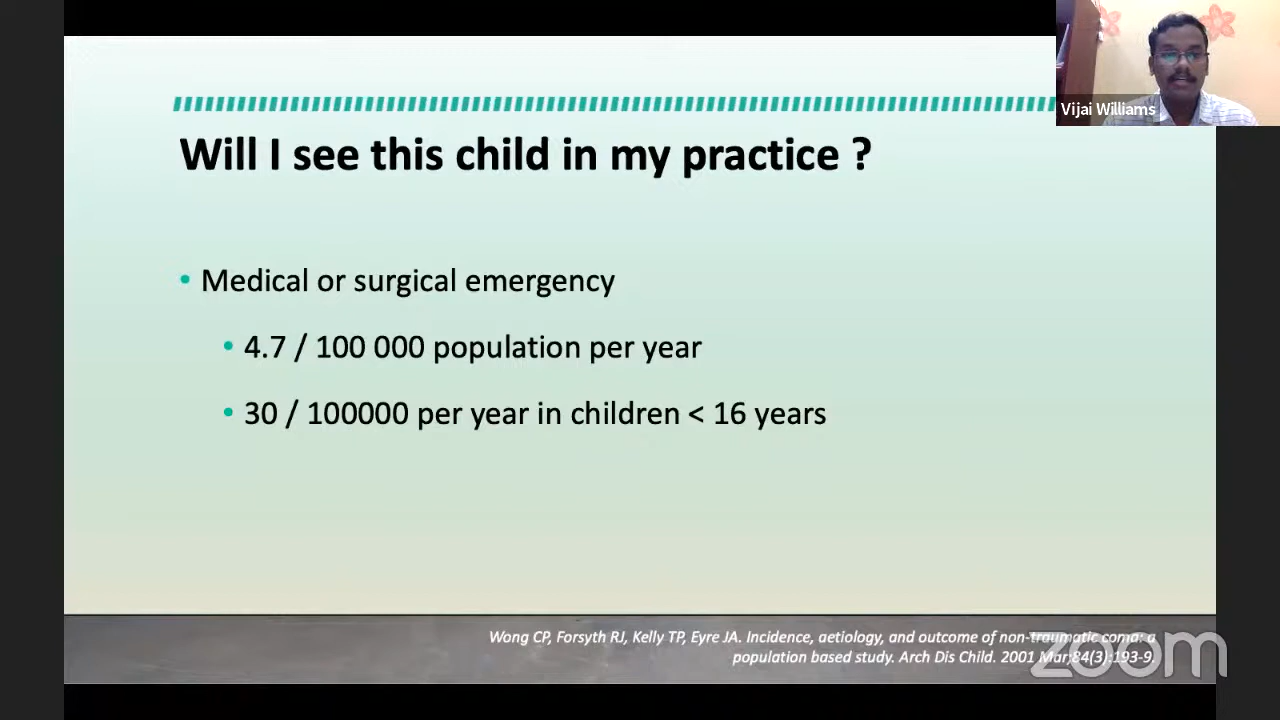 Vijai Williams
Will I see this child in my practice ?
• Medical or surgical emergency
• 4.7 / 100 000 population per year
• 30 / 100000 per year in children < 16 years
Wong CP, Forsyth RJ, Kelly TP, Eyre JA. Incidence, aetiology, and outcome of non-traumatic coma: a
population based study. Arch Dis Child. 2001 Mar;84(3):193-9.
zoom